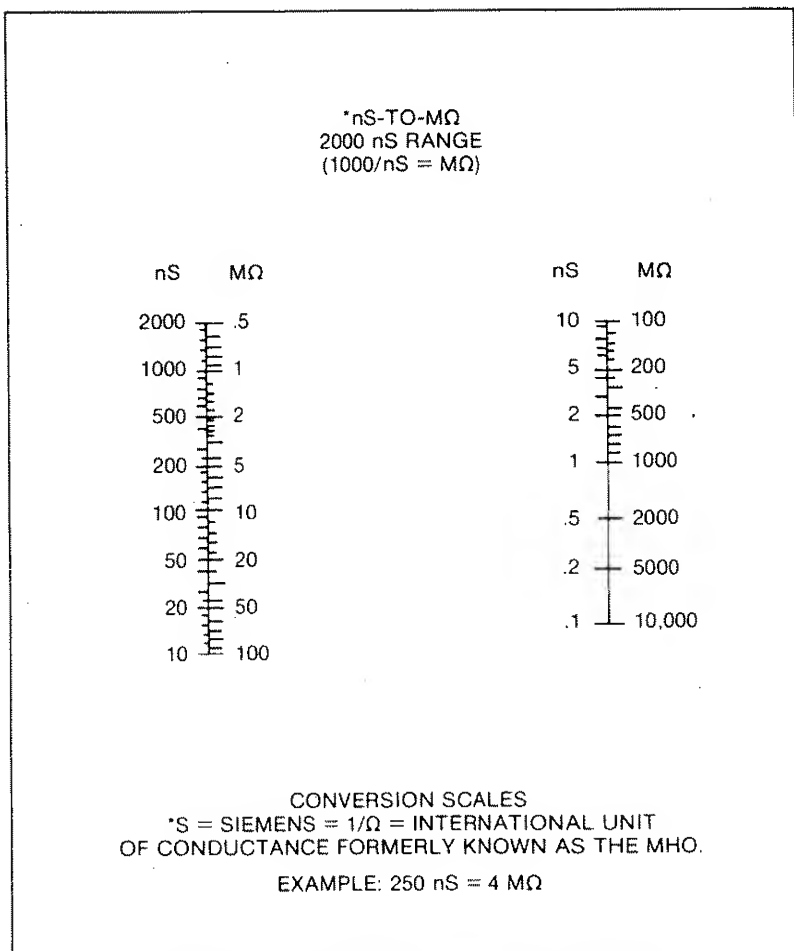 *nS-TO-MΩ
2000 nS RANGE
(1000/nS = MΩ)
nS MΩ
2000 .5
1000 1
500 2
200 5
100 10
50 20
20 50
10 100
nS MΩ
10 100
5 200
2 500
1 1000
.5 2000
.2 5000
.1 10,000
CONVERSION SCALES
*S = SIEMENS = 1/Ω = INTERNATIONAL UNIT
OF CONDUCTANCE FORMERLY KNOWN AS THE MHO.
EXAMPLE: 250 nS = 4 MΩ